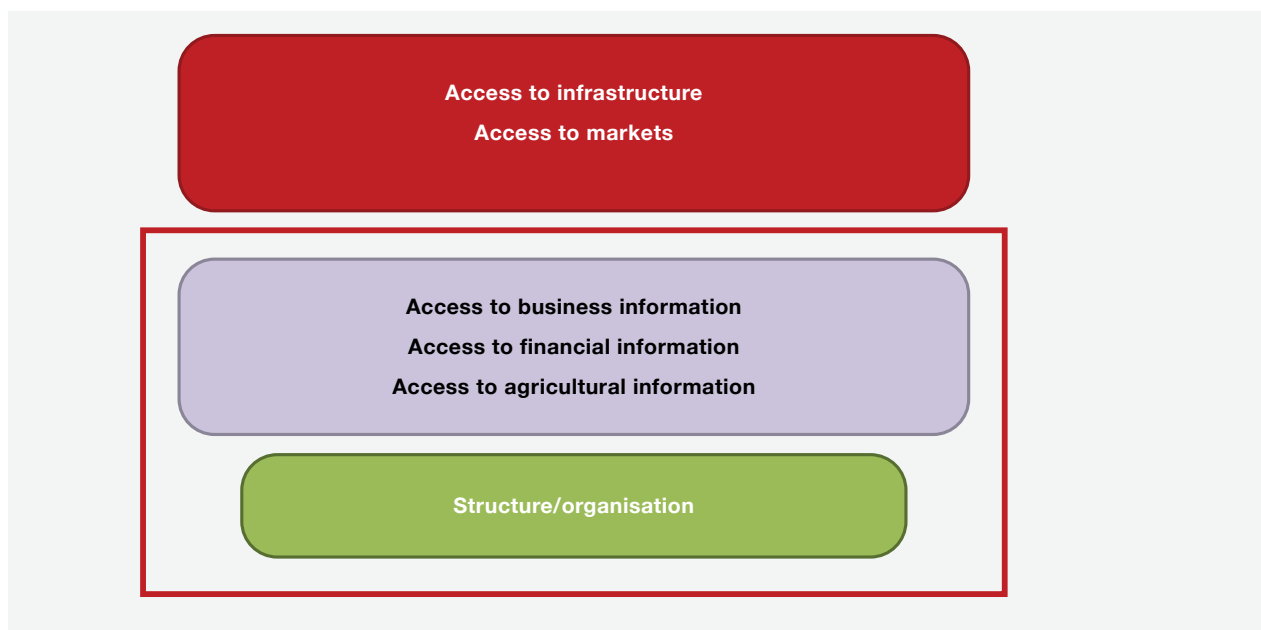 Access to infrastructure
Access to markets
Access to business information
Access to financial information
Access to agricultural information
Structure/organisation